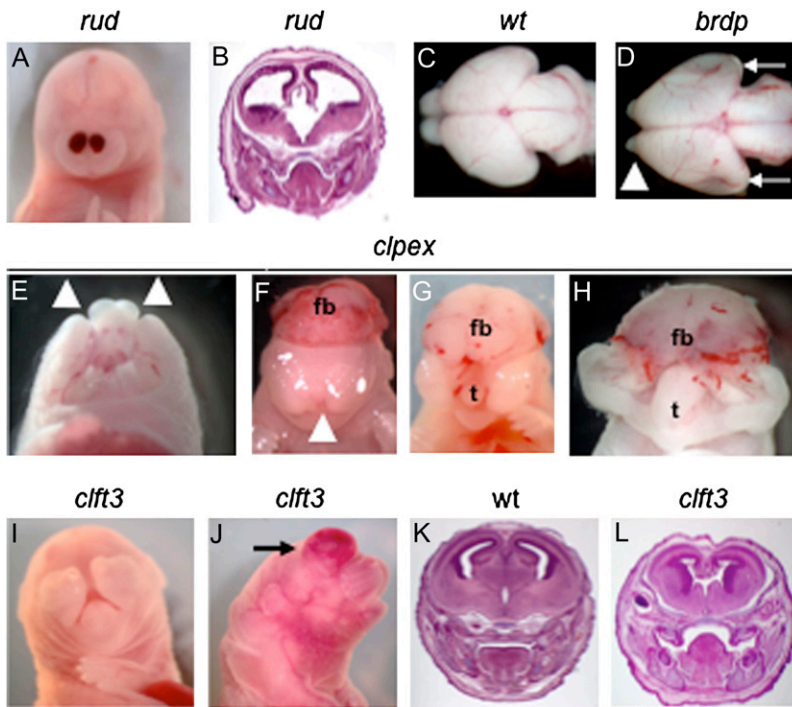 rud rud wt brdp
A B C D
clpex
E F G H
fb fb fb
t t
clft3 clft3 wt clft3
I J K L